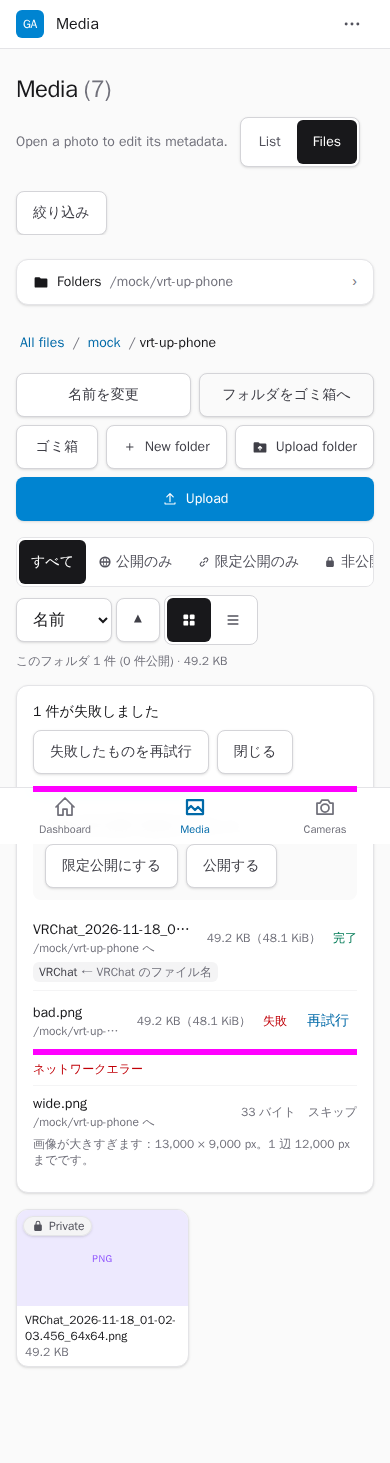 GA Media ···
Media (7)
Open a photo to edit its metadata. List Files
絞り込み
Folders /mock/vrt-up-phone ›
All files / mock / vrt-up-phone
名前を変更 フォルダをゴミ箱へ
ゴミ箱 + New folder Upload folder
Upload
すべて 公開のみ 限定公開のみ 非公開
名前 ▲
このフォルダ 1 件 (0 件公開) · 49.2 KB
1 件が失敗しました
失敗したものを再試行 閉じる
Dashboard Media Cameras
限定公開にする 公開する
VRChat_2026-11-18_0… 49.2 KB（48.1 KiB） 完了
/mock/vrt-up-phone へ
VRChat ← VRChat のファイル名
bad.png 49.2 KB（48.1 KiB） 失敗 再試行
/mock/vrt-up-…
ネットワークエラー
wide.png 33 バイト スキップ
/mock/vrt-up-phone へ
画像が大きすぎます：13,000 × 9,000 px。1 辺 12,000 px
までです。
Private
PNG
VRChat_2026-11-18_01-02-
03.456_64x64.png
49.2 KB